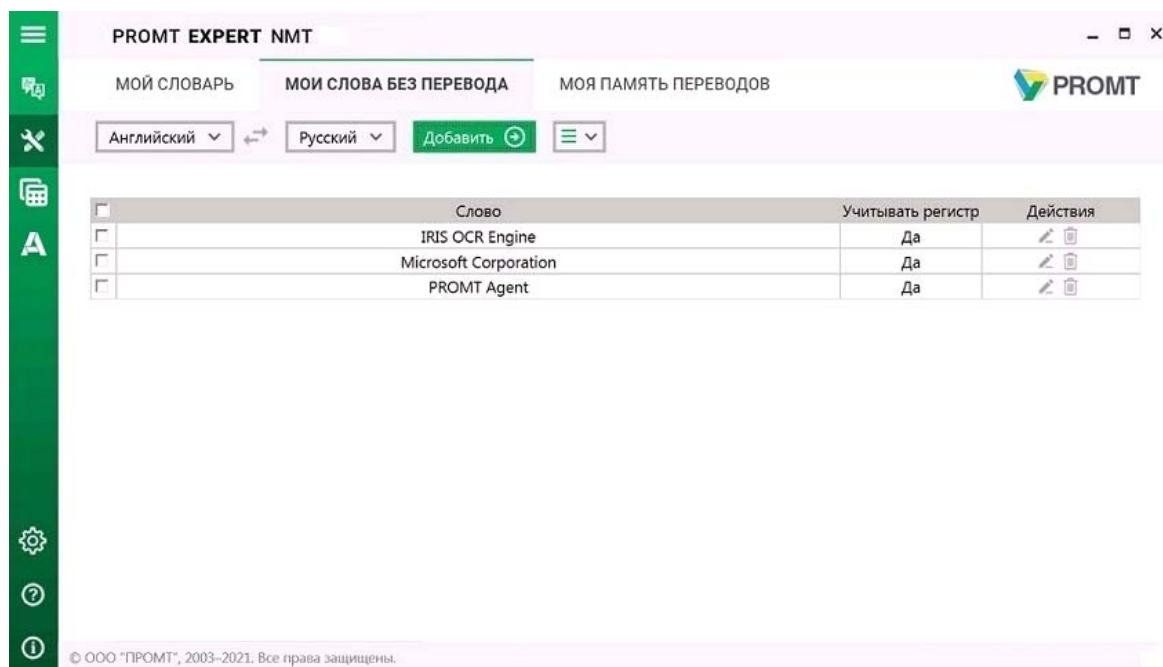 PROMT EXPERT NMT
МОЙ СЛОВАРЬ МОИ СЛОВА БЕЗ ПЕРЕВОДА МОЯ ПАМЯТЬ ПЕРЕВОДОВ PROMT
Английский Русский Добавить
Слово Учитывать регистр Действия
IRIS OCR Engine Да
Microsoft Corporation Да
PROMT Agent Да
© ООО "ПРОМТ", 2003–2021. Все права защищены.